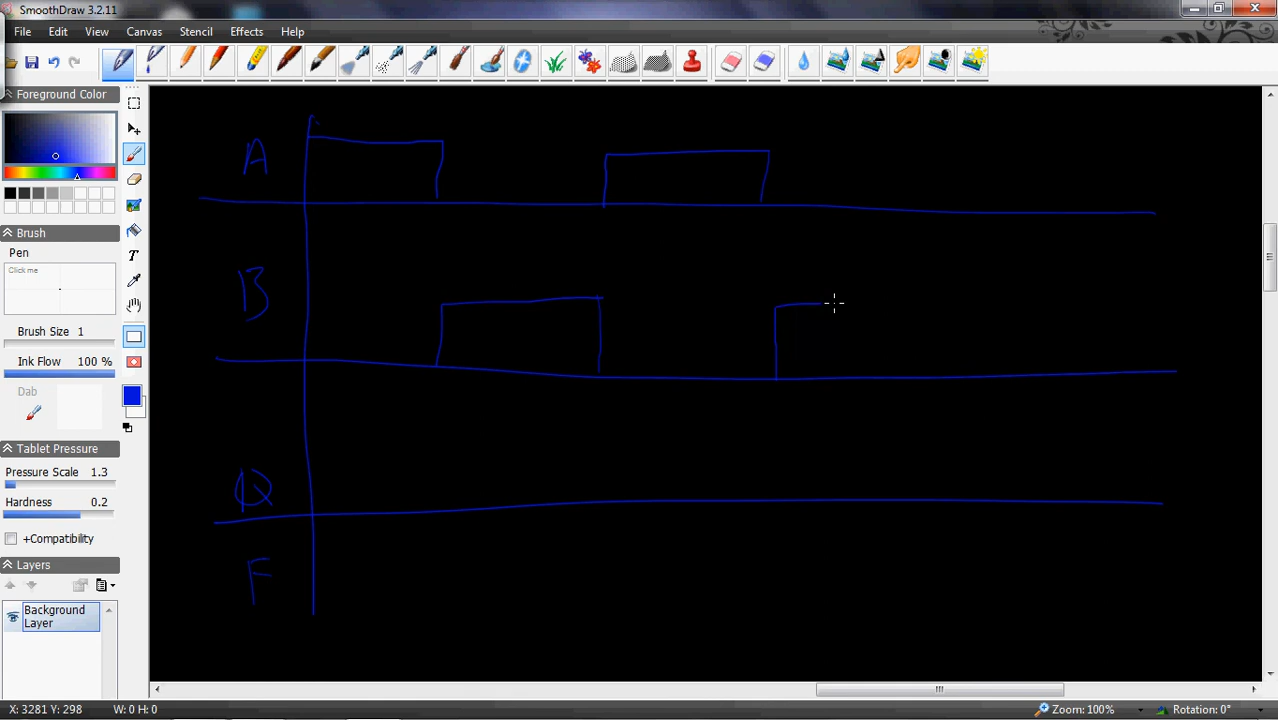 SmoothDraw 3.2.11
File Edit View Canvas Stencil Effects Help
Foreground Color
Brush
Pen
Click me
Brush Size 1
Ink Flow 100 %
Dab
Tablet Pressure
Pressure Scale 1.3
Hardness 0.2
+Compatibility
Layers
Background
Layer
A
B
Q
F
X: 3281 Y: 298 W: 0 H: 0 Zoom: 100% Rotation: 0°